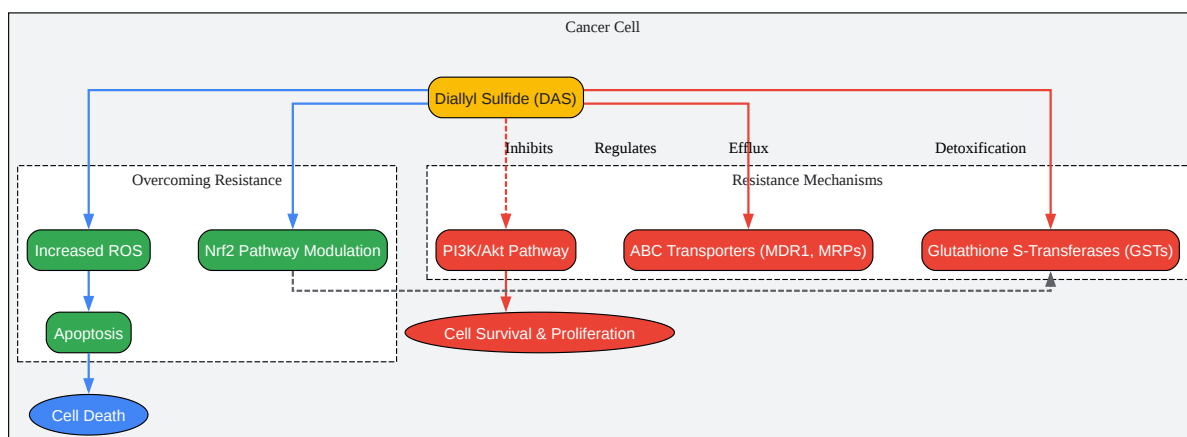 Cancer Cell
Diallyl Sulfide (DAS)
Inhibits
Regulates
Efflux
Detoxification
Overcoming Resistance
Resistance Mechanisms
Increased ROS
Nrf2 Pathway Modulation
PI3K/Akt Pathway
ABC Transporters (MDR1, MRPs)
Glutathione S-Transferases (GSTs)
Apoptosis
Cell Survival & Proliferation
Cell Death